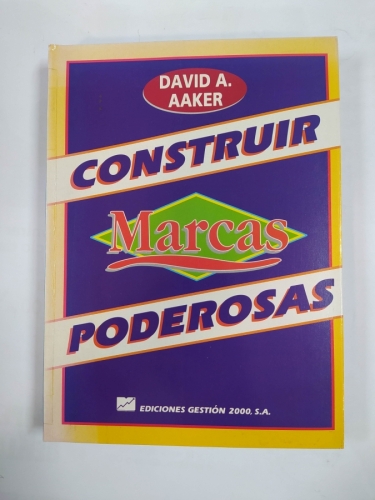 DAVID A.
AAKER
CONSTRUIR
Marcas
PODEROSAS
EDICIONES GESTIÓN 2000, S.A.